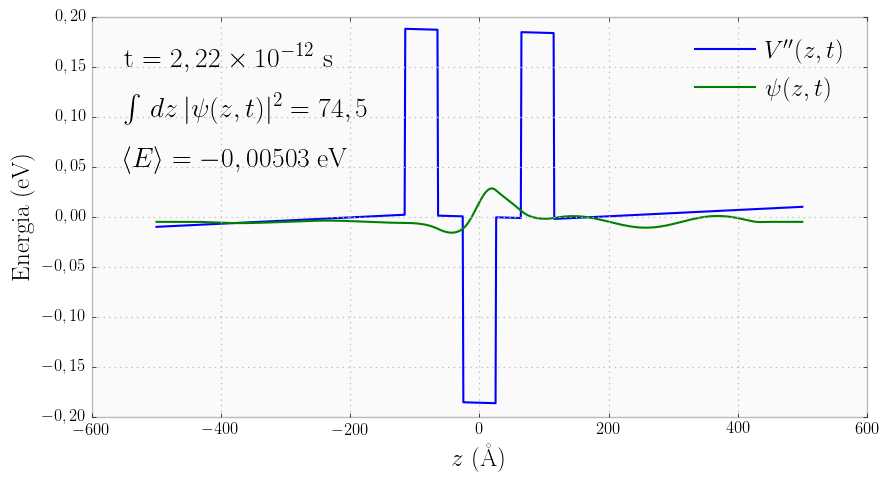 0,20
0,15
0,10
0,05
0,00
−0,05
−0,10
−0,15
−0,20
Energia (eV)
t = 2,22 × 10⁻¹² s
∫ dz |ψ(z,t)|² = 74,5
⟨E⟩ = −0,00503 eV
V″(z,t)
ψ(z,t)
−600 −400 −200 0 200 400 600
z (Å)